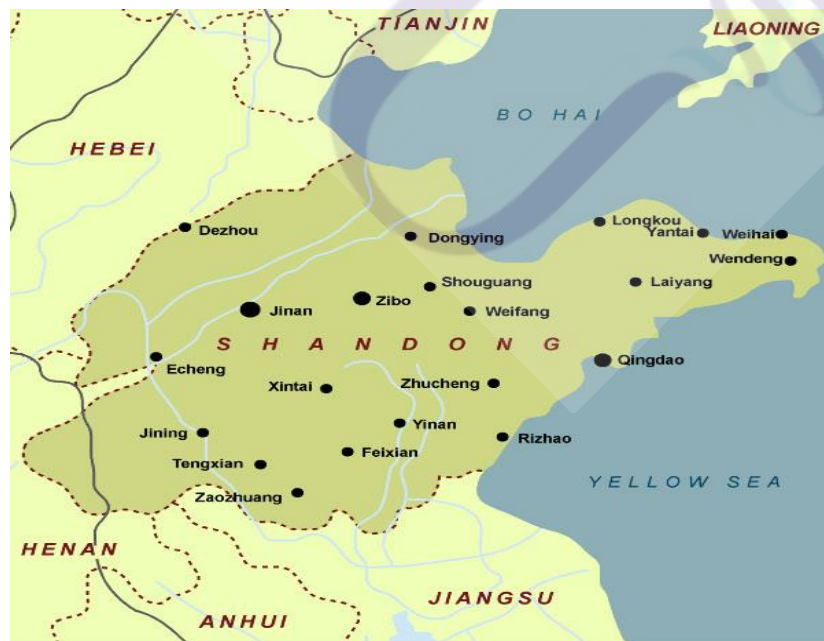 TIANJIN
LIAONING
BO HAI
HEBEI
Dezhou
Dongying
Longkou
Yantai
Weihai
Wendeng
Shouguang
Laiyang
Jinan
Zibo
Weifang
SHANDONG
Echeng
Qingdao
Xintai
Zhucheng
Jining
Yinan
Rizhao
Tengxian
Feixian
Zaozhuang
YELLOW SEA
HENAN
JIANGSU
ANHUI